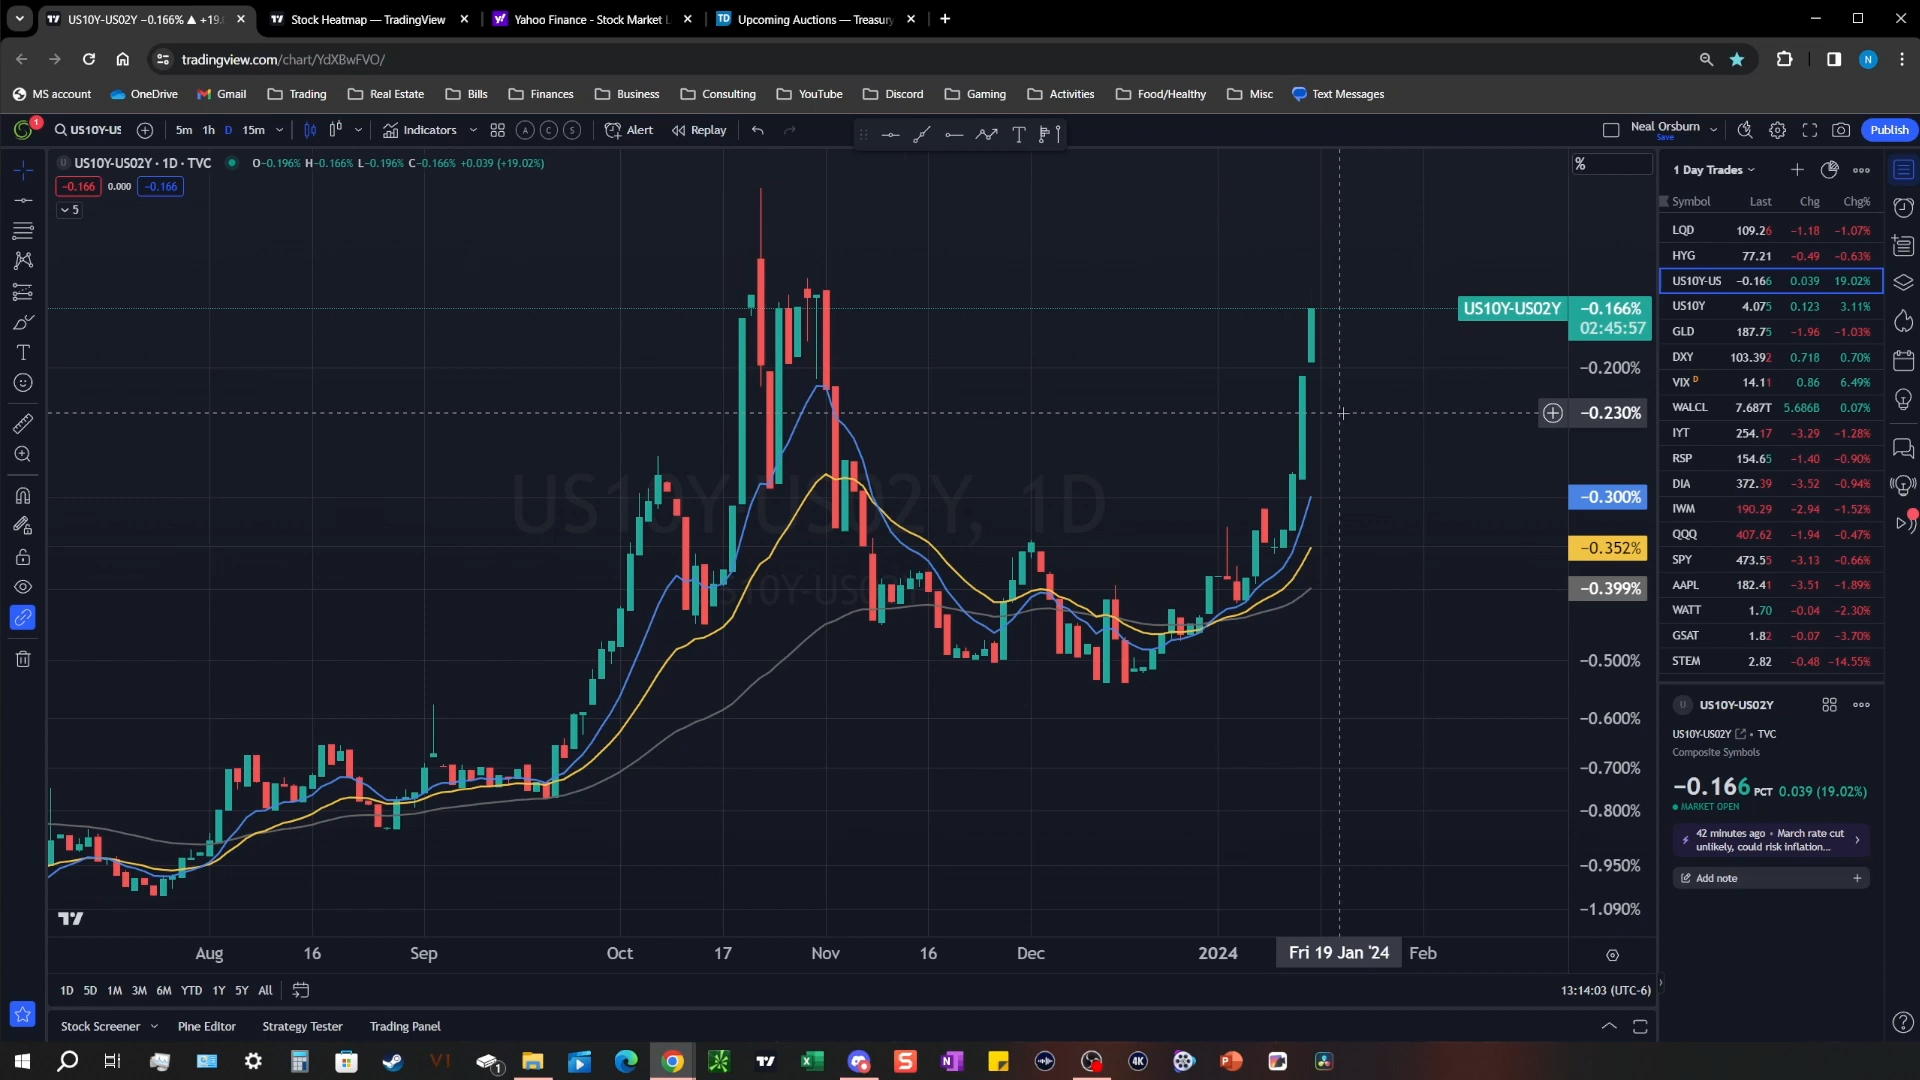 US10Y-US02Y −0.166% ▲ +19.
Stock Heatmap — TradingView
Yahoo Finance - Stock Market L
Upcoming Auctions — Treasury
tradingview.com/chart/YdXBwFVO/
N
MS account OneDrive Gmail Trading Real Estate Bills Finances Business Consulting YouTube Discord Gaming Activities Food/Healthy Misc Text Messages
1 US10Y-US 5m 1h D 15m Indicators A C S Alert Replay T Neal Orsburn Save Publish
US10Y-US02Y · 1D · TVC O−0.196% H−0.166% L−0.196% C−0.166% +0.039 (+19.02%)
−0.166 0.000 −0.166
5
US10Y-US02Y, 1D
%
US10Y-US02Y −0.166%
02:45:57
−0.200%
−0.230%
−0.300%
−0.352%
−0.399%
−0.500%
−0.600%
−0.700%
−0.800%
−0.950%
−1.090%
Aug 16 Sep Oct 17 Nov 16 Dec 2024 Fri 19 Jan '24 Feb
1D 5D 1M 3M 6M YTD 1Y 5Y All
13:14:03 (UTC-6)
Stock Screener Pine Editor Strategy Tester Trading Panel
1 Day Trades
Symbol Last Chg Chg%
LQD 109.26 −1.18 −1.07%
HYG 77.21 −0.49 −0.63%
US10Y-US −0.166 0.039 19.02%
US10Y 4.075 0.123 3.11%
GLD 187.75 −1.96 −1.03%
DXY 103.392 0.718 0.70%
VIX D 14.11 0.86 6.49%
WALCL 7.687T 5.686B 0.07%
IYT 254.17 −3.29 −1.28%
RSP 154.65 −1.40 −0.90%
DIA 372.39 −3.52 −0.94%
IWM 190.29 −2.94 −1.52%
QQQ 407.62 −1.94 −0.47%
SPY 473.55 −3.13 −0.66%
AAPL 182.41 −3.51 −1.89%
WATT 1.70 −0.04 −2.30%
GSAT 1.82 −0.07 −3.70%
STEM 2.82 −0.48 −14.55%
U US10Y-US02Y
US10Y-US02Y • TVC
Composite Symbols
−0.166 PCT 0.039 (19.02%)
MARKET OPEN
42 minutes ago • March rate cut
unlikely, could risk inflation...
Add note